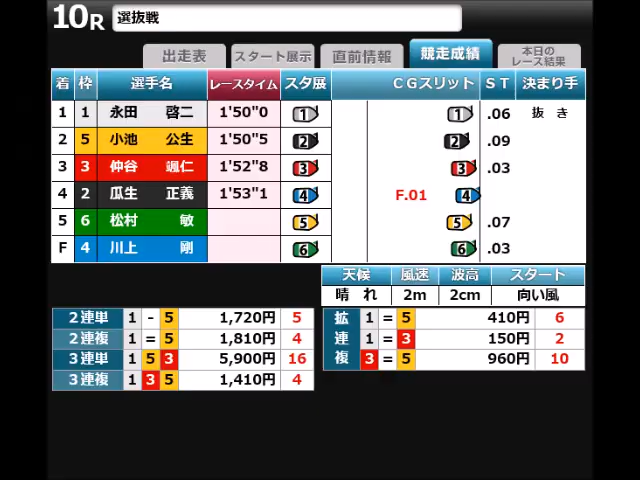 10R 選抜戦
出走表 スタート展示 直前情報 競走成績 本日のレース結果
着 枠 選手名 レースタイム スタ展 CGスリット ST 決まり手
1 1 永田 啓二 1'50"0 1 1 .06 抜き
2 5 小池 公生 1'50"5 2 2 .09
3 3 仲谷 颯仁 1'52"8 3 3 .03
4 2 瓜生 正義 1'53"1 4 F.01 4
5 6 松村 敏 5 5 .07
F 4 川上 剛 6 6 .03
天候 風速 波高 スタート
晴れ 2m 2cm 向い風
2連単 1 - 5 1,720円 5
2連複 1 = 5 1,810円 4
3連単 1 5 3 5,900円 16
3連複 1 3 5 1,410円 4
拡 1 = 5 410円 6
連 1 = 3 150円 2
複 3 = 5 960円 10